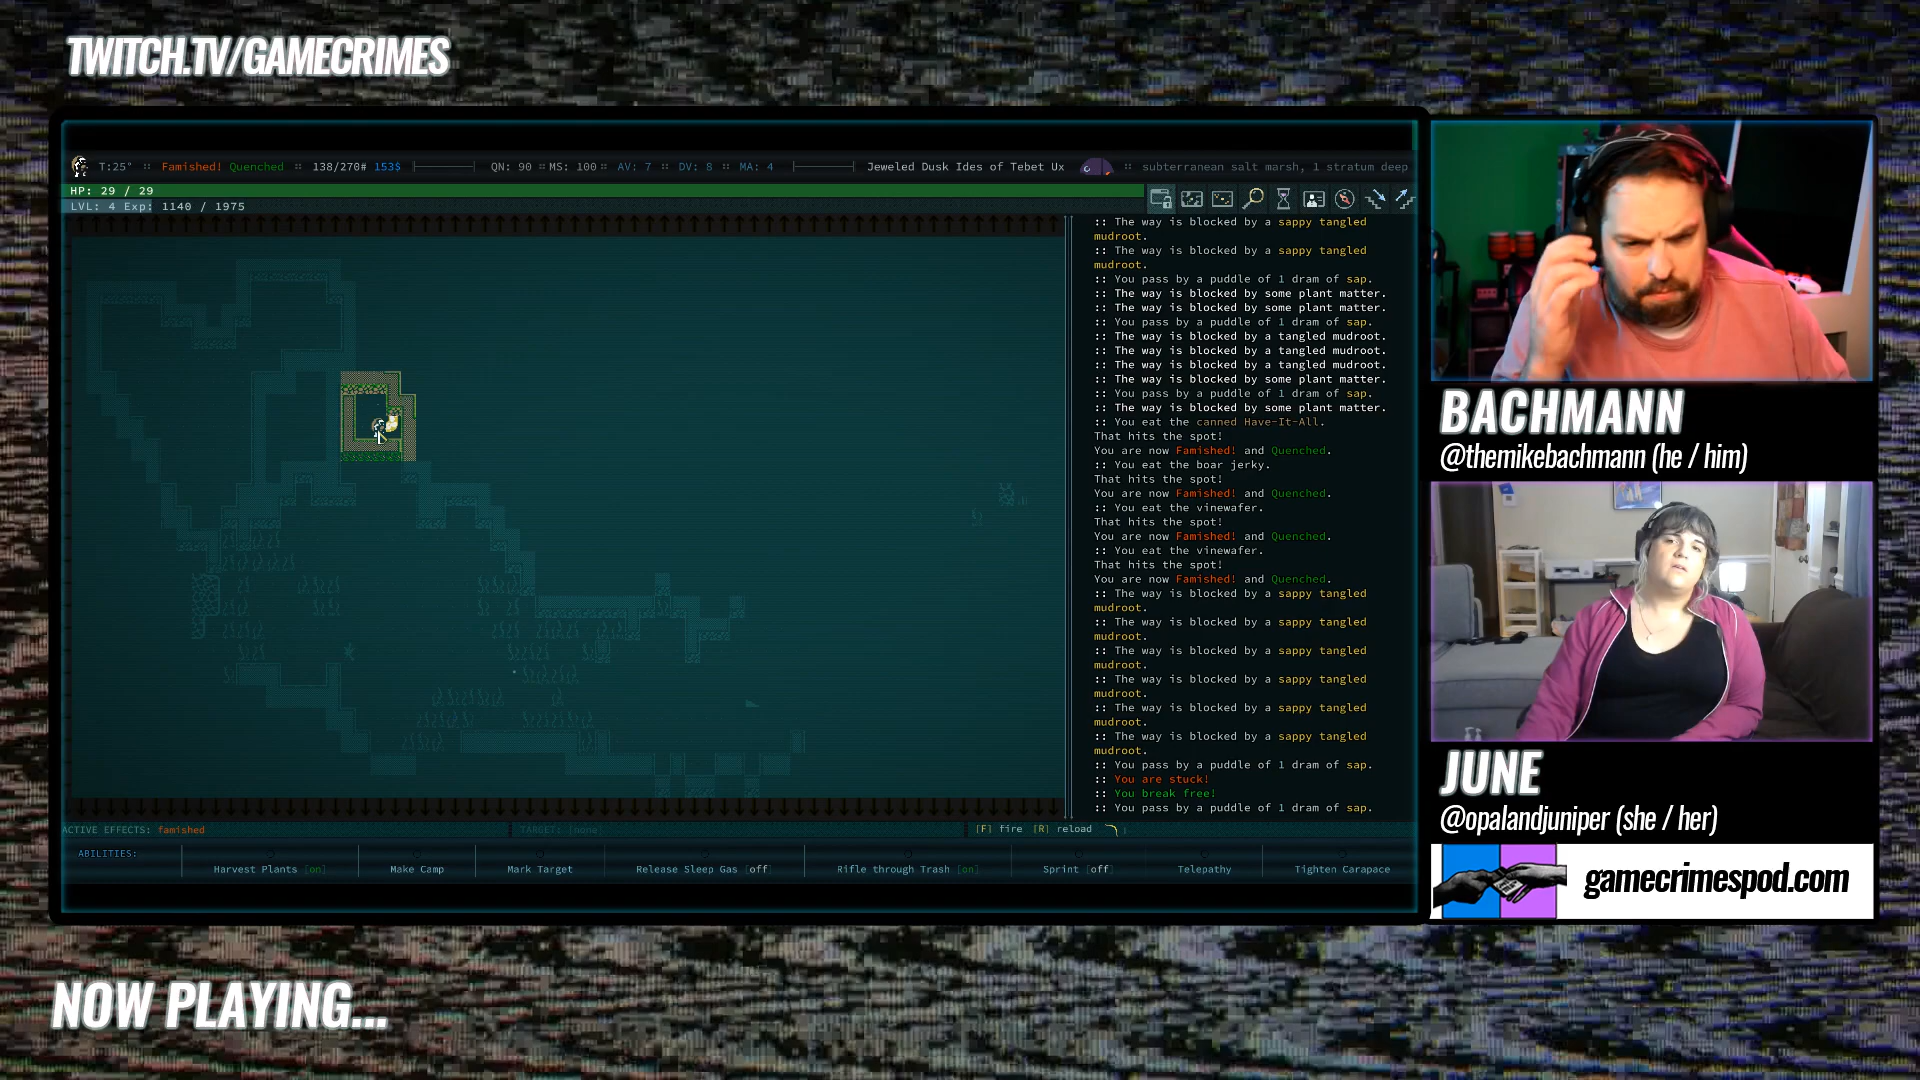 TWITCH.TV/GAMECRIMES
T:25° :: Famished! Quenched :: 138/270# 153$ QN: 90 :: MS: 100 :: AV: 7 :: DV: 8 :: MA: 4 Jeweled Dusk Ides of Tebet Ux :: subterranean salt marsh, 1 stratum deep
HP: 29 / 29
LVL: 4 Exp: 1140 / 1975
:: The way is blocked by a sappy tangled
mudroot.
:: The way is blocked by a sappy tangled
mudroot.
:: You pass by a puddle of 1 dram of sap.
:: The way is blocked by some plant matter.
:: The way is blocked by some plant matter.
:: You pass by a puddle of 1 dram of sap.
:: The way is blocked by a tangled mudroot.
:: The way is blocked by a tangled mudroot.
:: The way is blocked by a tangled mudroot.
:: The way is blocked by some plant matter.
:: You pass by a puddle of 1 dram of sap.
:: The way is blocked by some plant matter.
:: You eat the canned Have-It-All.
That hits the spot!
You are now Famished! and Quenched.
:: You eat the boar jerky.
That hits the spot!
You are now Famished! and Quenched.
:: You eat the vinewafer.
That hits the spot!
You are now Famished! and Quenched.
:: You eat the vinewafer.
That hits the spot!
You are now Famished! and Quenched.
:: The way is blocked by a sappy tangled
mudroot.
:: The way is blocked by a sappy tangled
mudroot.
:: The way is blocked by a sappy tangled
mudroot.
:: The way is blocked by a sappy tangled
mudroot.
:: The way is blocked by a sappy tangled
mudroot.
:: The way is blocked by a sappy tangled
mudroot.
:: You pass by a puddle of 1 dram of sap.
:: You are stuck!
:: You break free!
:: You pass by a puddle of 1 dram of sap.
ACTIVE EFFECTS: famished
TARGET: [none]
[F] fire [R] reload
ABILITIES:
Harvest Plants [on]
Make Camp
Mark Target
Release Sleep Gas [off]
Rifle through Trash [on]
Sprint [off]
Telepathy
Tighten Carapace
BACHMANN
@themikebachmann (he / him)
JUNE
@opalandjuniper (she / her)
gamecrimespod.com
NOW PLAYING...